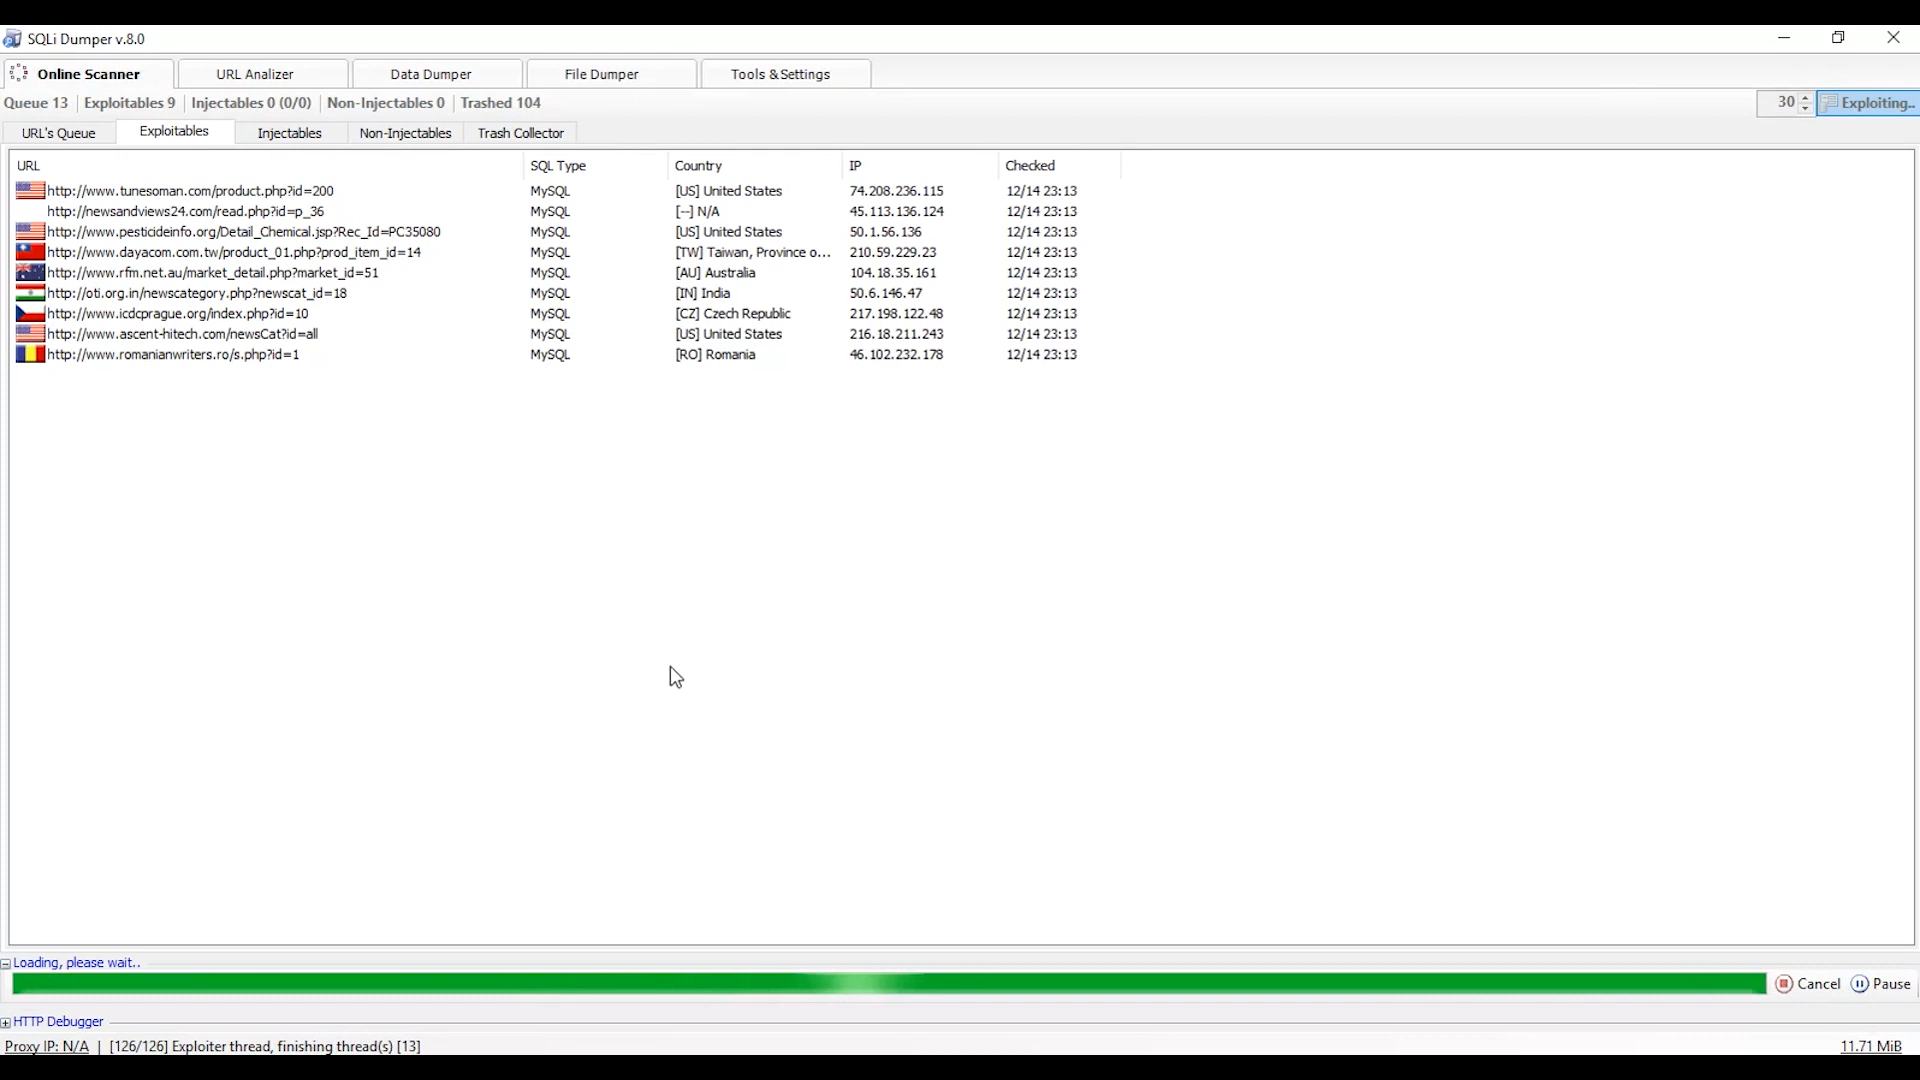 SQLi Dumper v.8.0
Online Scanner URL Analizer Data Dumper File Dumper Tools & Settings
Queue 13 Exploitables 9 Injectables 0 (0/0) Non-Injectables 0 Trashed 104 30 Exploiting..
URL's Queue Exploitables Injectables Non-Injectables Trash Collector
URL SQL Type Country IP Checked
http://www.tunesoman.com/product.php?id=200 MySQL [US] United States 74.208.236.115 12/14 23:13
http://newsandviews24.com/read.php?id=p_36 MySQL [--] N/A 45.113.136.124 12/14 23:13
http://www.pesticideinfo.org/Detail_Chemical.jsp?Rec_Id=PC35080 MySQL [US] United States 50.1.56.136 12/14 23:13
http://www.dayacom.com.tw/product_01.php?prod_item_id=14 MySQL [TW] Taiwan, Province o... 210.59.229.23 12/14 23:13
http://www.rfm.net.au/market_detail.php?market_id=51 MySQL [AU] Australia 104.18.35.161 12/14 23:13
http://oti.org.in/newscategory.php?newscat_id=18 MySQL [IN] India 50.6.146.47 12/14 23:13
http://www.icdcprague.org/index.php?id=10 MySQL [CZ] Czech Republic 217.198.122.48 12/14 23:13
http://www.ascent-hitech.com/newsCat?id=all MySQL [US] United States 216.18.211.243 12/14 23:13
http://www.romanianwriters.ro/s.php?id=1 MySQL [RO] Romania 46.102.232.178 12/14 23:13
Loading, please wait..
Cancel Pause
HTTP Debugger
Proxy IP: N/A | [126/126] Exploiter thread, finishing thread(s) [13] 11.71 MiB